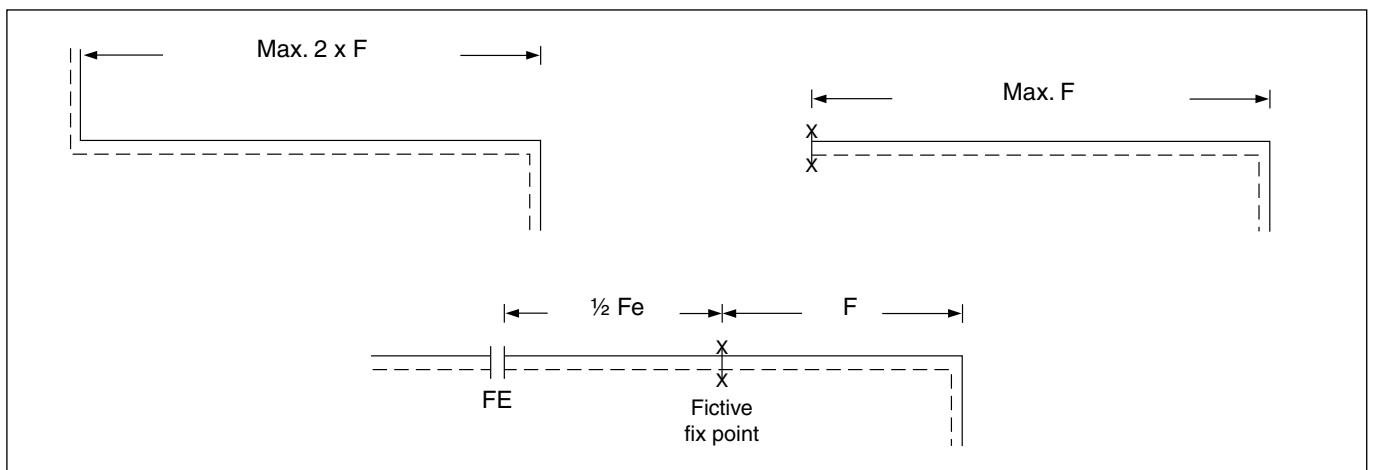 Max. 2 x F
Max. F
X
X
½ Fe
F
X
X
FE
Fictive
fix point